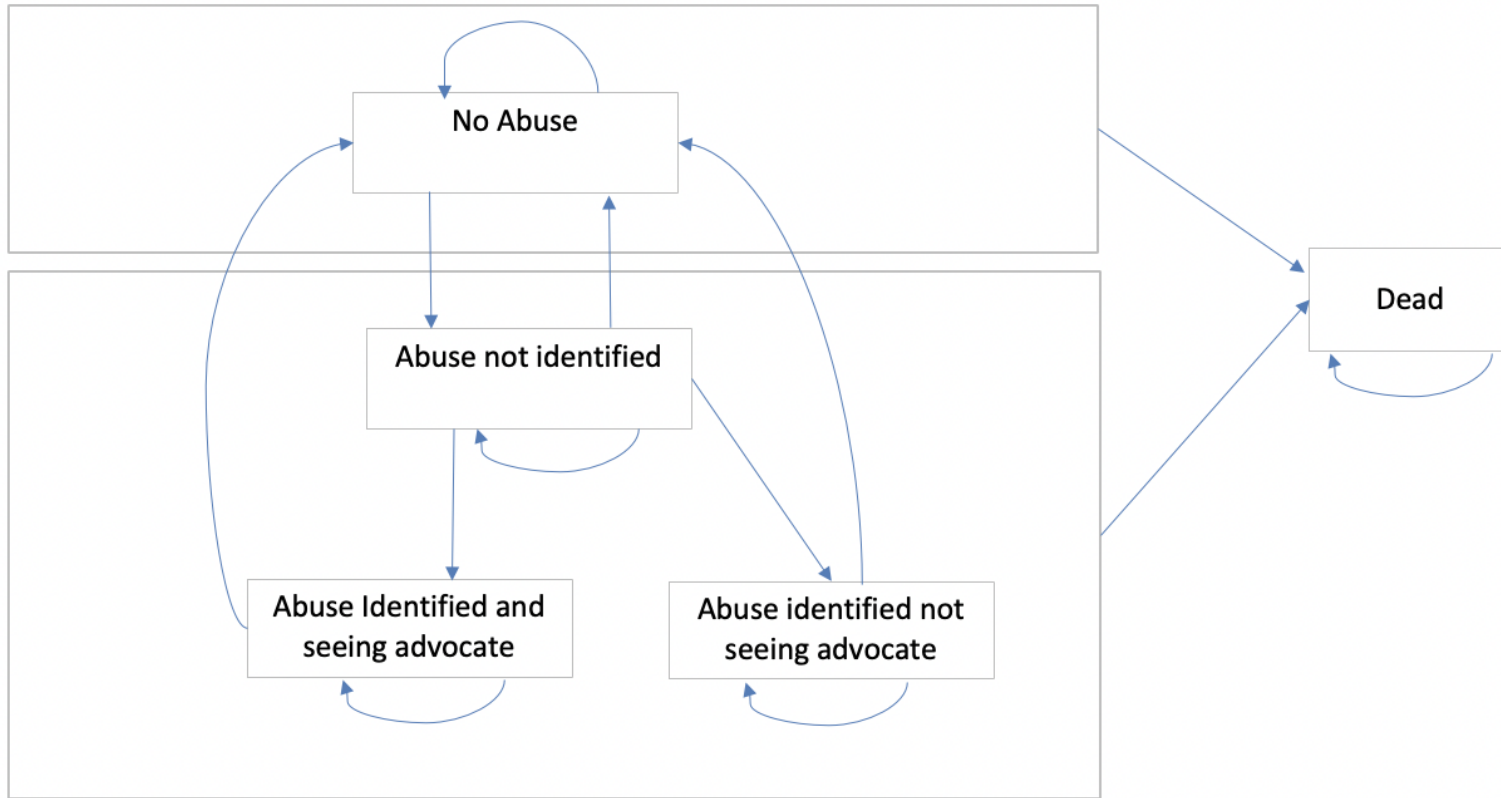 No Abuse
Dead
Abuse not identified
Abuse Identified and
seeing advocate
Abuse identified not
seeing advocate